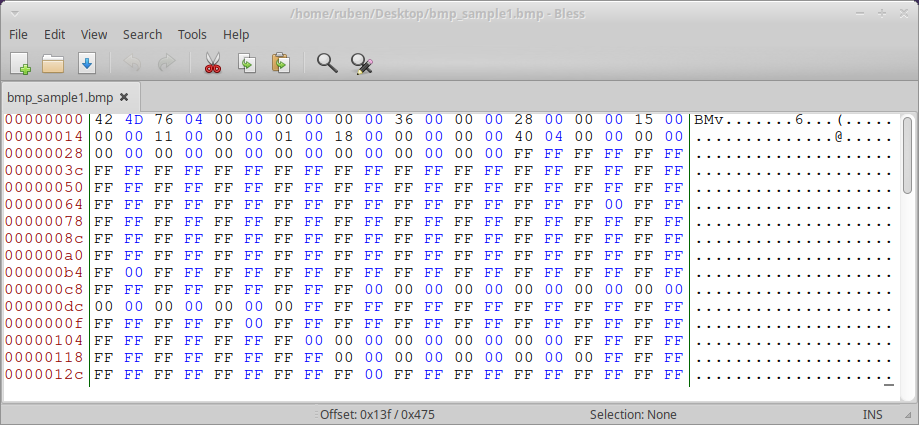 /home/ruben/Desktop/bmp_sample1.bmp - Bless
File Edit View Search Tools Help
bmp_sample1.bmp
00000000 42 4D 76 04 00 00 00 00 00 00 36 00 00 00 28 00 00 00 15 00 BMv.......6...(.....
00000014 00 00 11 00 00 00 01 00 18 00 00 00 00 00 40 04 00 00 00 00 ..............@.....
00000028 00 00 00 00 00 00 00 00 00 00 00 00 00 00 FF FF FF FF FF FF ....................
0000003c FF FF FF FF FF FF FF FF FF FF FF FF FF FF FF FF FF FF FF FF ....................
00000050 FF FF FF FF FF FF FF FF FF FF FF FF FF FF FF FF FF FF FF FF ....................
00000064 FF FF FF FF FF FF FF FF FF FF FF FF FF FF FF FF FF 00 FF FF ....................
00000078 FF FF FF FF FF FF FF FF FF FF FF FF FF FF FF FF FF FF FF FF ....................
0000008c FF FF FF FF FF FF FF FF FF FF FF FF FF FF FF FF FF FF FF FF ....................
000000a0 FF FF FF FF FF FF FF FF FF FF FF FF FF FF FF FF FF FF FF FF ....................
000000b4 FF 00 FF FF FF FF FF FF FF FF FF FF FF FF FF FF FF FF FF FF ....................
000000c8 FF FF FF FF FF FF FF FF FF 00 00 00 00 00 00 00 00 00 00 00 ....................
000000dc 00 00 00 00 00 00 00 FF FF FF FF FF FF FF FF FF FF FF FF FF ....................
0000000f FF FF FF FF FF 00 FF FF FF FF FF FF FF FF FF FF FF FF FF FF ....................
00000104 FF FF FF FF FF FF FF 00 00 00 00 00 00 00 00 00 FF FF FF FF ....................
00000118 FF FF FF FF FF FF FF FF 00 00 00 00 00 00 00 00 00 FF FF FF ....................
0000012c FF FF FF FF FF FF FF FF FF 00 FF FF FF FF FF FF FF FF FF FF ....................
Offset: 0x13f / 0x475 Selection: None INS